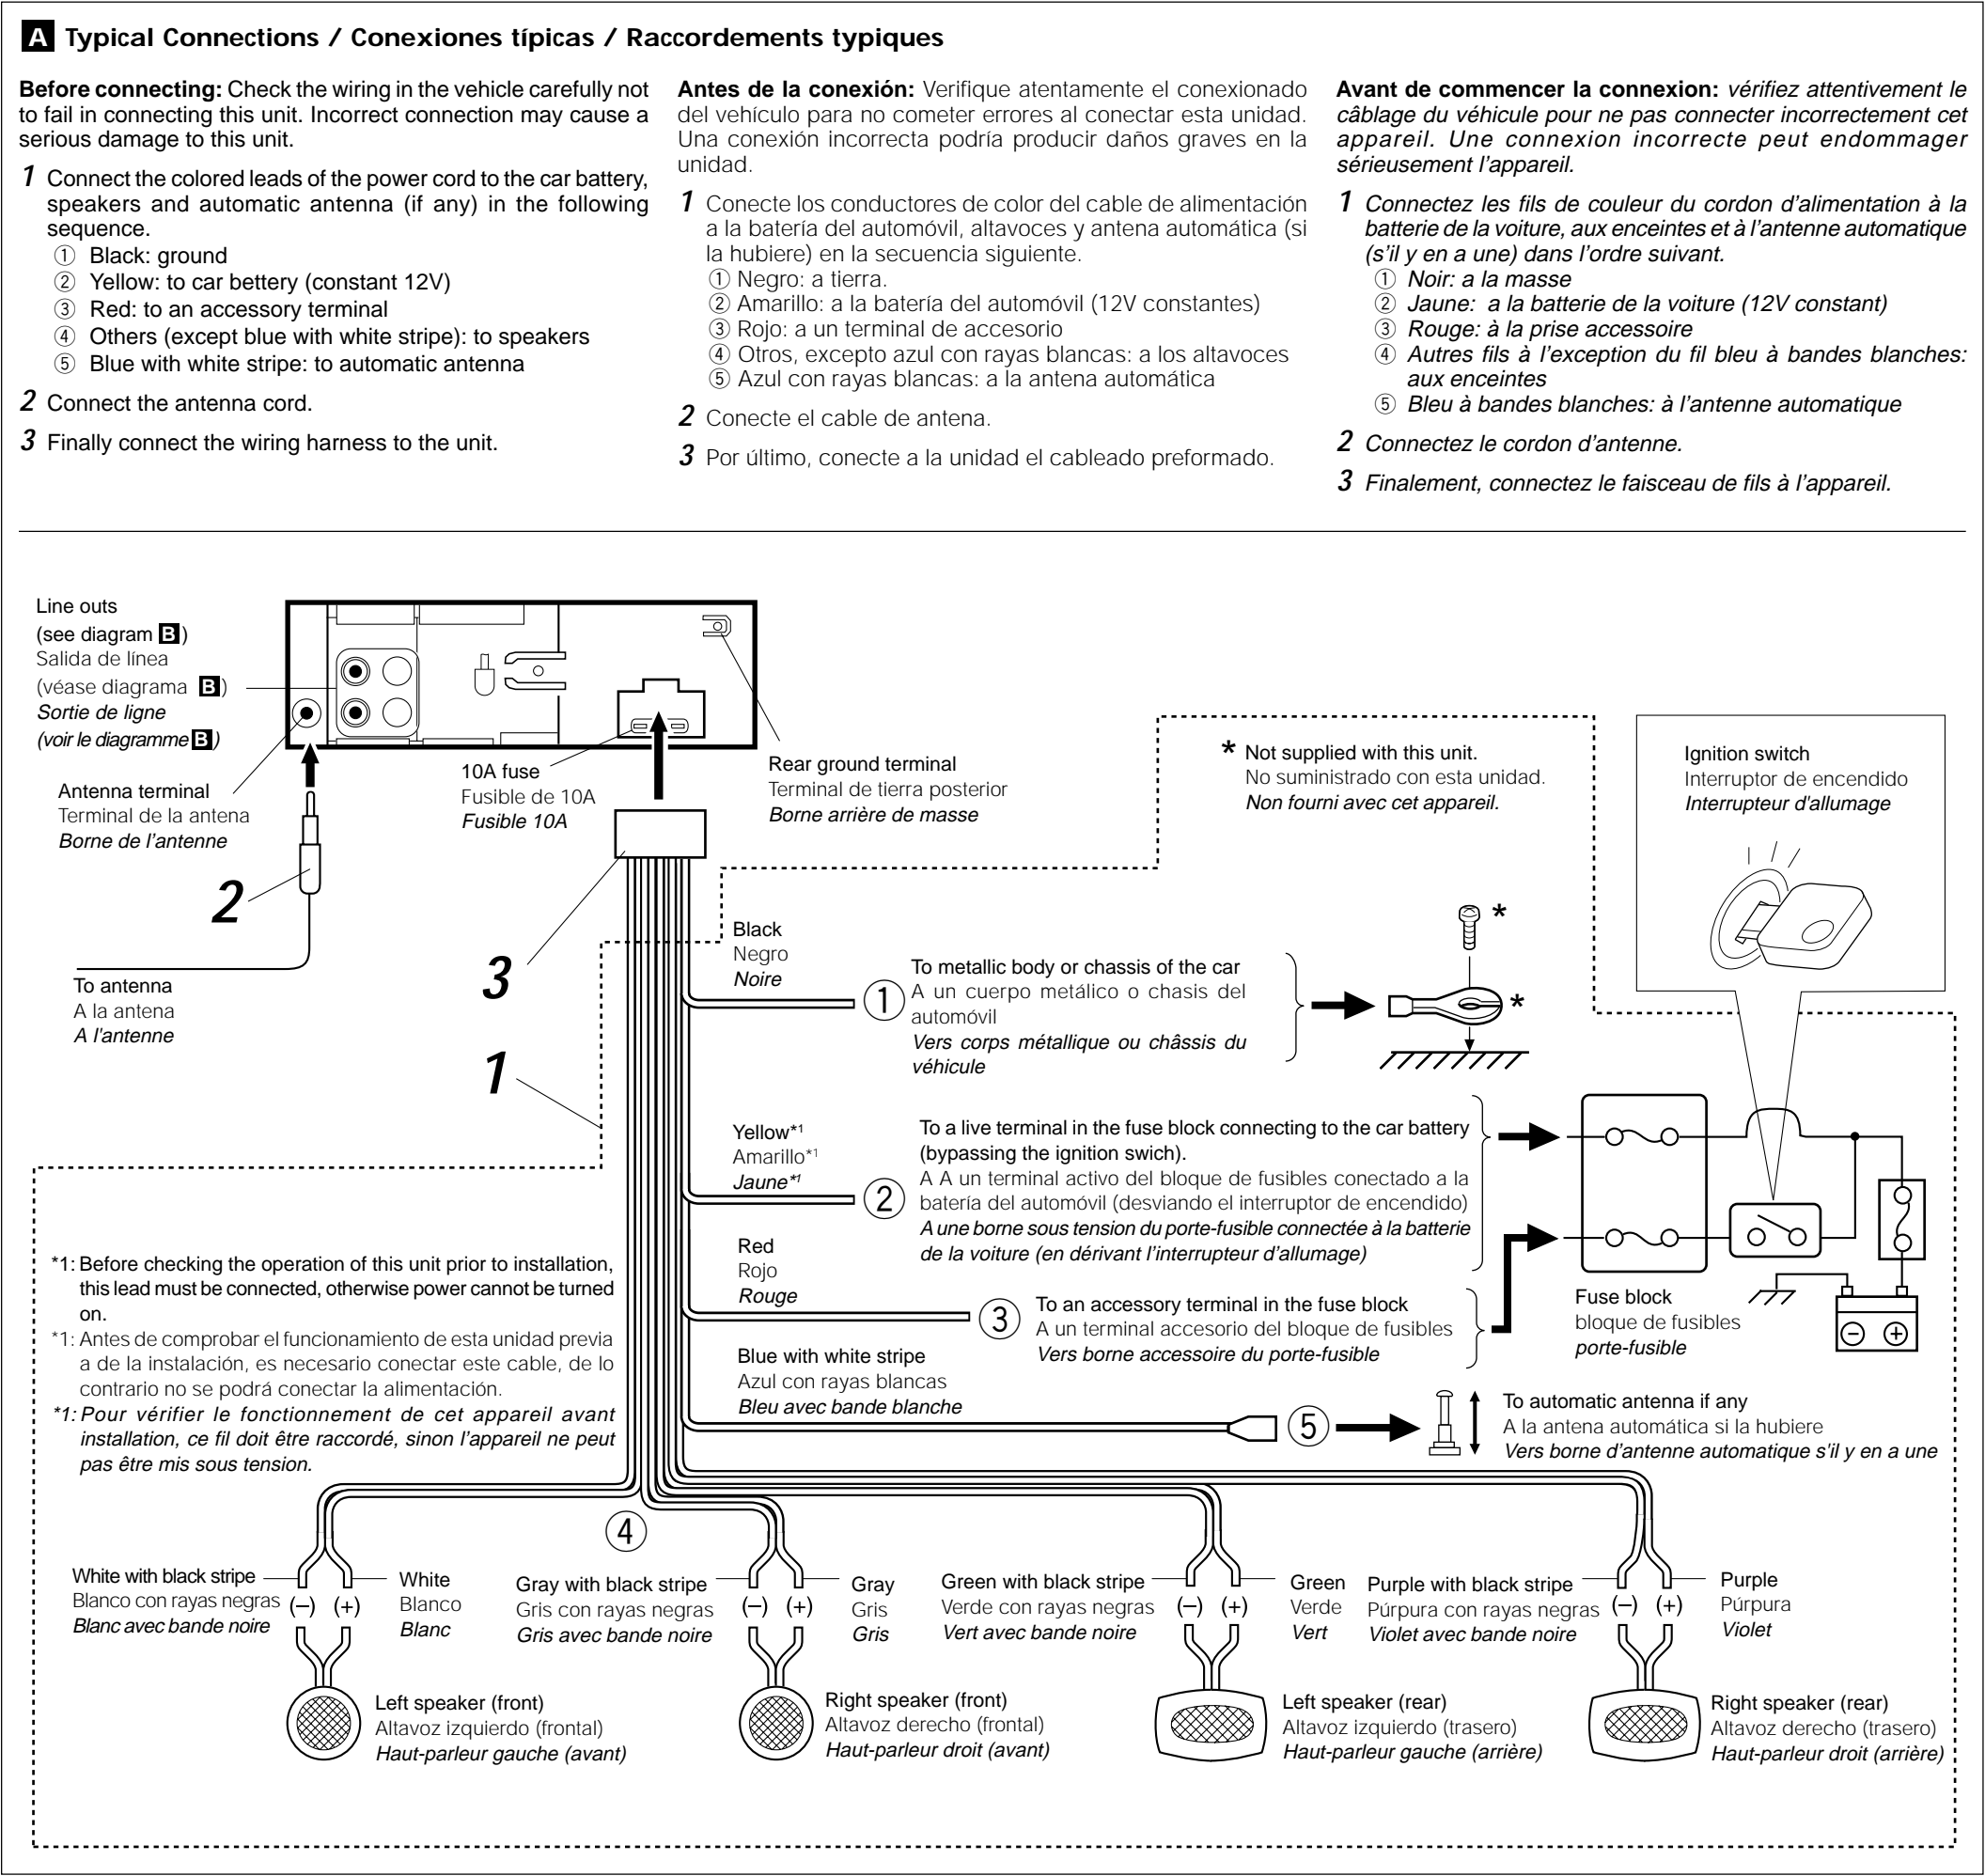 A Typical Connections / Conexiones típicas / Raccordements typiques
Before connecting: Check the wiring in the vehicle carefully not
to fail in connecting this unit. Incorrect connection may cause a
serious damage to this unit.
1 Connect the colored leads of the power cord to the car battery,
speakers and automatic antenna (if any) in the following
sequence.
① Black: ground
② Yellow: to car bettery (constant 12V)
③ Red: to an accessory terminal
④ Others (except blue with white stripe): to speakers
⑤ Blue with white stripe: to automatic antenna
2 Connect the antenna cord.
3 Finally connect the wiring harness to the unit.
Antes de la conexión: Verifique atentamente el conexionado
del vehículo para no cometer errores al conectar esta unidad.
Una conexión incorrecta podría producir daños graves en la
unidad.
1 Conecte los conductores de color del cable de alimentación
a la batería del automóvil, altavoces y antena automática (si
la hubiere) en la secuencia siguiente.
① Negro: a tierra.
② Amarillo: a la batería del automóvil (12V constantes)
③ Rojo: a un terminal de accesorio
④ Otros, excepto azul con rayas blancas: a los altavoces
⑤ Azul con rayas blancas: a la antena automática
2 Conecte el cable de antena.
3 Por último, conecte a la unidad el cableado preformado.
Avant de commencer la connexion: vérifiez attentivement le
câblage du véhicule pour ne pas connecter incorrectement cet
appareil. Une connexion incorrecte peut endommager
sérieusement l'appareil.
1 Connectez les fils de couleur du cordon d'alimentation à la
batterie de la voiture, aux enceintes et à l'antenne automatique
(s'il y en a une) dans l'ordre suivant.
① Noir: a la masse
② Jaune: a la batterie de la voiture (12V constant)
③ Rouge: à la prise accessoire
④ Autres fils à l'exception du fil bleu à bandes blanches:
aux enceintes
⑤ Bleu à bandes blanches: à l'antenne automatique
2 Connectez le cordon d'antenne.
3 Finalement, connectez le faisceau de fils à l'appareil.
Line outs
(see diagram B)
Salida de línea
(véase diagrama B)
Sortie de ligne
(voir le diagramme B)
Antenna terminal
Terminal de la antena
Borne de l'antenne
2
To antenna
A la antena
A l'antenne
10A fuse
Fusible de 10A
Fusible 10A
Rear ground terminal
Terminal de tierra posterior
Borne arrière de masse
3
1
* Not supplied with this unit.
No suministrado con esta unidad.
Non fourni avec cet appareil.
Ignition switch
Interruptor de encendido
Interrupteur d'allumage
Black
Negro
Noire
①
To metallic body or chassis of the car
A un cuerpo metálico o chasis del
automóvil
Vers corps métallique ou châssis du
véhicule
*
*
Yellow*1
Amarillo*1
Jaune*1
②
To a live terminal in the fuse block connecting to the car battery
(bypassing the ignition swich).
A A un terminal activo del bloque de fusibles conectado a la
batería del automóvil (desviando el interruptor de encendido)
A une borne sous tension du porte-fusible connectée à la batterie
de la voiture (en dérivant l'interrupteur d'allumage)
Red
Rojo
Rouge
③
To an accessory terminal in the fuse block
A un terminal accesorio del bloque de fusibles
Vers borne accessoire du porte-fusible
Fuse block
bloque de fusibles
porte-fusible
− +
Blue with white stripe
Azul con rayas blancas
Bleu avec bande blanche
⑤
To automatic antenna if any
A la antena automática si la hubiere
Vers borne d'antenne automatique s'il y en a une
*1: Before checking the operation of this unit prior to installation,
this lead must be connected, otherwise power cannot be turned
on.
*1: Antes de comprobar el funcionamiento de esta unidad previa
a de la instalación, es necesario conectar este cable, de lo
contrario no se podrá conectar la alimentación.
*1: Pour vérifier le fonctionnement de cet appareil avant
installation, ce fil doit être raccordé, sinon l'appareil ne peut
pas être mis sous tension.
④
White with black stripe
Blanco con rayas negras
Blanc avec bande noire
(−) (+)
White
Blanco
Blanc
Gray with black stripe
Gris con rayas negras
Gris avec bande noire
(−) (+)
Gray
Gris
Gris
Green with black stripe
Verde con rayas negras
Vert avec bande noire
(−) (+)
Green
Verde
Vert
Purple with black stripe
Púrpura con rayas negras
Violet avec bande noire
(−) (+)
Purple
Púrpura
Violet
Left speaker (front)
Altavoz izquierdo (frontal)
Haut-parleur gauche (avant)
Right speaker (front)
Altavoz derecho (frontal)
Haut-parleur droit (avant)
Left speaker (rear)
Altavoz izquierdo (trasero)
Haut-parleur gauche (arrière)
Right speaker (rear)
Altavoz derecho (trasero)
Haut-parleur droit (arrière)